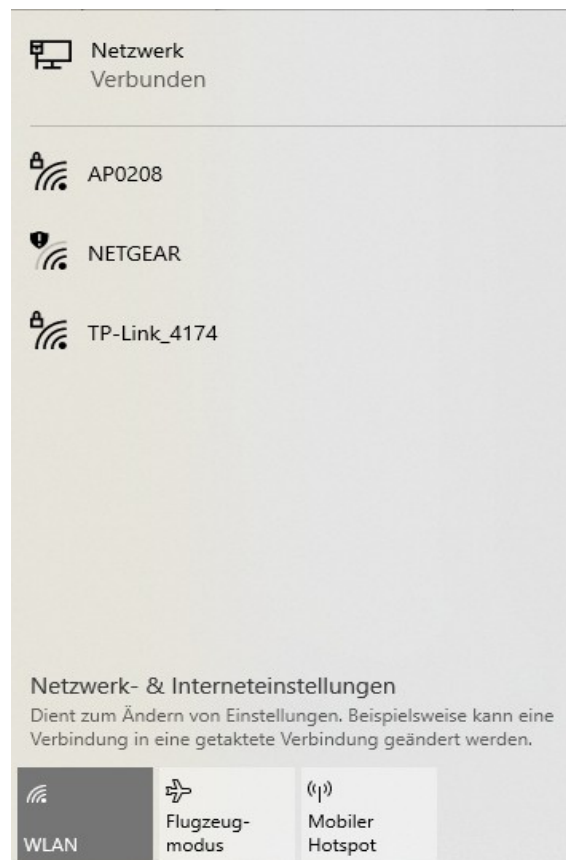 Netzwerk
Verbunden
AP0208
NETGEAR
TP-Link_4174
Netzwerk- & Interneteinstellungen
Dient zum Ändern von Einstellungen. Beispielsweise kann eine
Verbindung in eine getaktete Verbindung geändert werden.
WLAN
Flugzeug-
modus
Mobiler
Hotspot